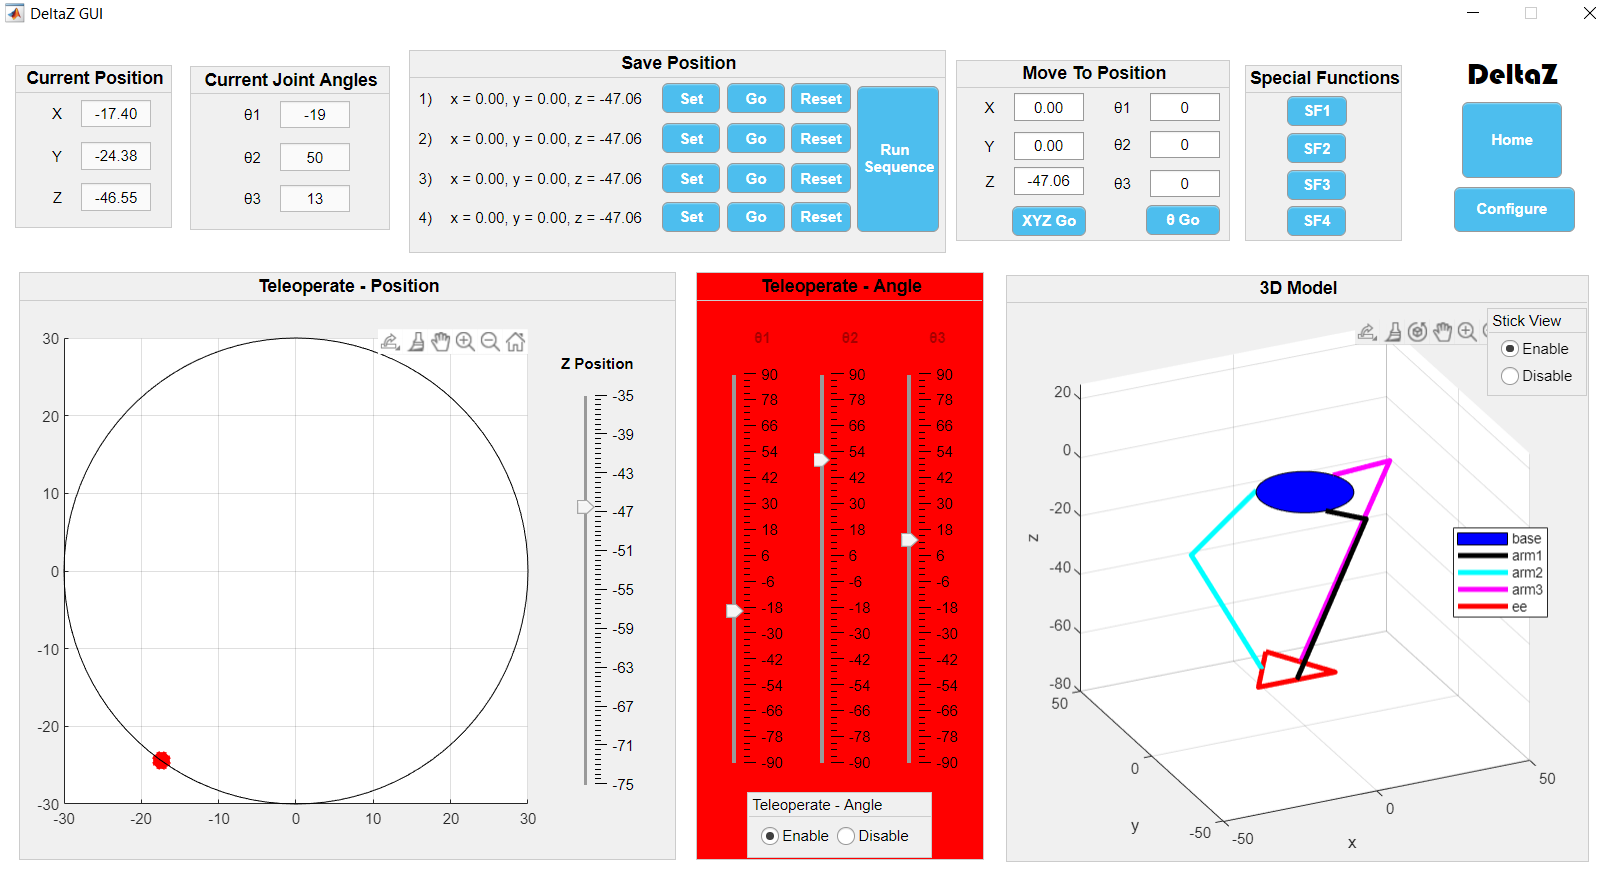 DeltaZ GUI
Current Position
X -17.40
Y -24.38
Z -46.55
Current Joint Angles
θ1 -19
θ2 50
θ3 13
Save Position
1) x = 0.00, y = 0.00, z = -47.06 Set Go Reset
2) x = 0.00, y = 0.00, z = -47.06 Set Go Reset
3) x = 0.00, y = 0.00, z = -47.06 Set Go Reset
4) x = 0.00, y = 0.00, z = -47.06 Set Go Reset
Run
Sequence
Move To Position
X 0.00 θ1 0
Y 0.00 θ2 0
Z -47.06 θ3 0
XYZ Go θ Go
Special Functions
SF1
SF2
SF3
SF4
DeltaZ
Home
Configure
Teleoperate - Position
30
20
10
0
-10
-20
-30
-30 -20 -10 0 10 20 30
Z Position
-35
-39
-43
-47
-51
-55
-59
-63
-67
-71
-75
Teleoperate - Angle
θ1 θ2 θ3
90 90 90
78 78 78
66 66 66
54 54 54
42 42 42
30 30 30
18 18 18
6 6 6
-6 -6 -6
-18 -18 -18
-30 -30 -30
-42 -42 -42
-54 -54 -54
-66 -66 -66
-78 -78 -78
-90 -90 -90
Teleoperate - Angle
Enable Disable
3D Model
Stick View
Enable
Disable
20
0
-20
-40
-60
-80
z
50
0
-50
y
-50
0
50
x
base
arm1
arm2
arm3
ee